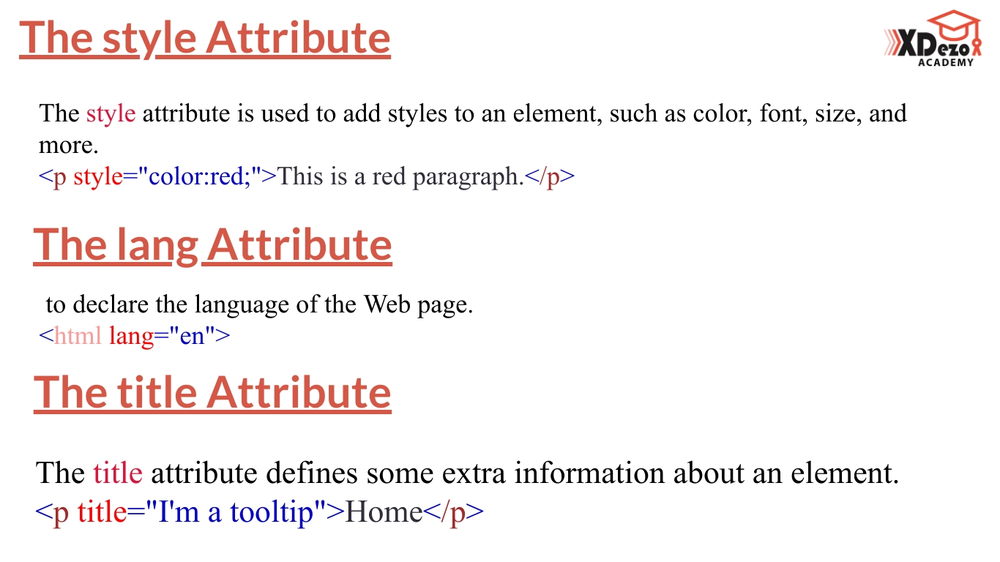 The style Attribute
XDezo
ACADEMY
The style attribute is used to add styles to an element, such as color, font, size, and
more.
<p style="color:red;">This is a red paragraph.</p>
The lang Attribute
to declare the language of the Web page.
<html lang="en">
The title Attribute
The title attribute defines some extra information about an element.
<p title="I'm a tooltip">Home</p>